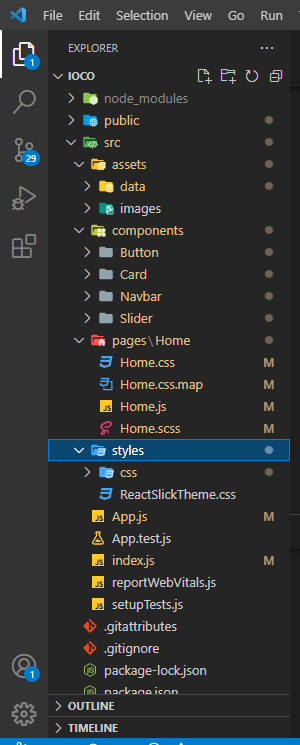 File Edit Selection View Go Run
EXPLORER
IOCO
node_modules
public
src
assets
data
images
components
Button
Card
Navbar
Slider
pages\Home
Home.css M
Home.css.map M
Home.js M
Home.scss M
styles
css
ReactSlickTheme.css
App.js M
App.test.js
index.js M
reportWebVitals.js
setupTests.js
.gitattributes
.gitignore
package-lock.json
package.json
OUTLINE
TIMELINE
1
29
1